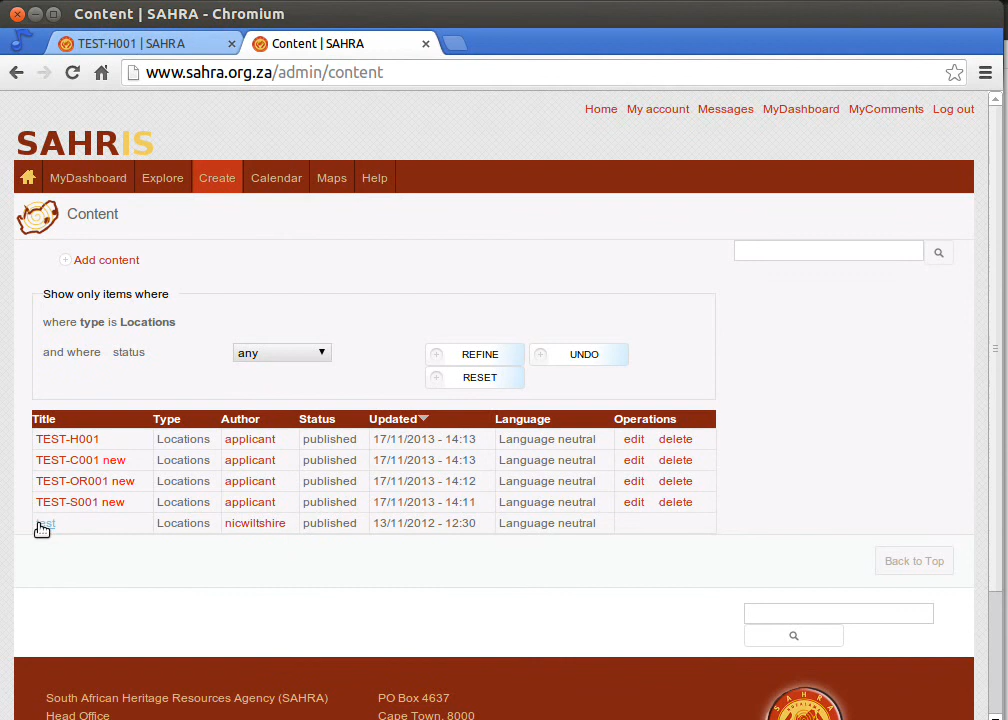 Content | SAHRA - Chromium
TEST-H001 | SAHRA
Content | SAHRA
www.sahra.org.za/admin/content
Home My account Messages MyDashboard MyComments Log out
SAHRIS
MyDashboard Explore Create Calendar Maps Help
Content
Add content
Show only items where
where type is Locations
and where status any REFINE UNDO
RESET
Title Type Author Status Updated Language Operations
TEST-H001 Locations applicant published 17/11/2013 - 14:13 Language neutral edit delete
TEST-C001 new Locations applicant published 17/11/2013 - 14:13 Language neutral edit delete
TEST-OR001 new Locations applicant published 17/11/2013 - 14:12 Language neutral edit delete
TEST-S001 new Locations applicant published 17/11/2013 - 14:11 Language neutral edit delete
test Locations nicwiltshire published 13/11/2012 - 12:30 Language neutral
Back to Top
South African Heritage Resources Agency (SAHRA) PO Box 4637
Head Office Cape Town, 8000
SAHRA